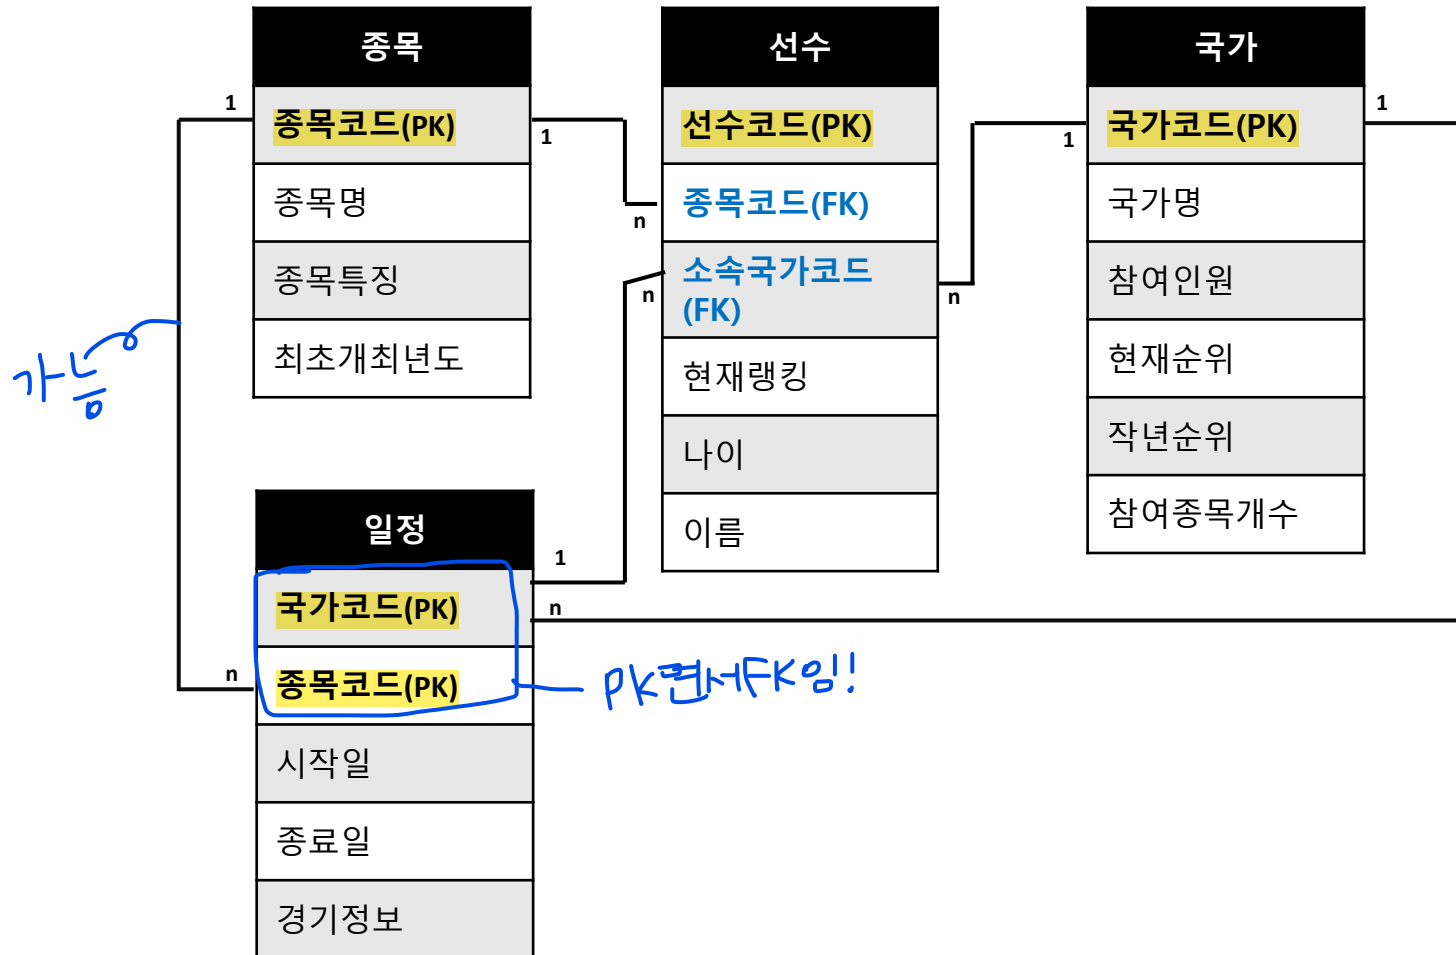 종목
종목코드(PK)
종목명
종목특징
최초개최년도
선수
선수코드(PK)
종목코드(FK)
소속국가코드
(FK)
현재랭킹
나이
이름
국가
국가코드(PK)
국가명
참여인원
현재순위
작년순위
참여종목개수
일정
국가코드(PK)
종목코드(PK)
시작일
종료일
경기정보
1
1
n
n
n
1
1
1
n
n
가능
PK면서FK임!